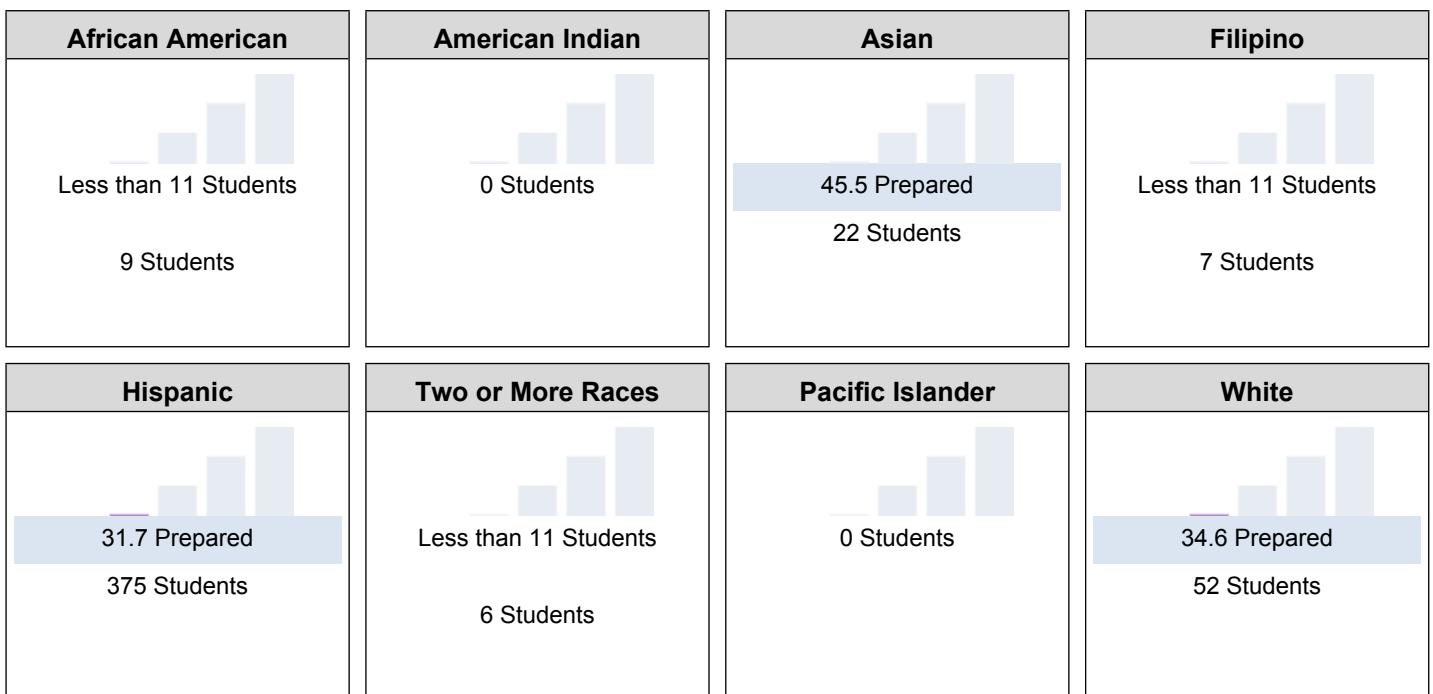 African American
Less than 11 Students
9 Students
American Indian
0 Students
Asian
45.5 Prepared
22 Students
Filipino
Less than 11 Students
7 Students
Hispanic
31.7 Prepared
375 Students
Two or More Races
Less than 11 Students
6 Students
Pacific Islander
0 Students
White
34.6 Prepared
52 Students